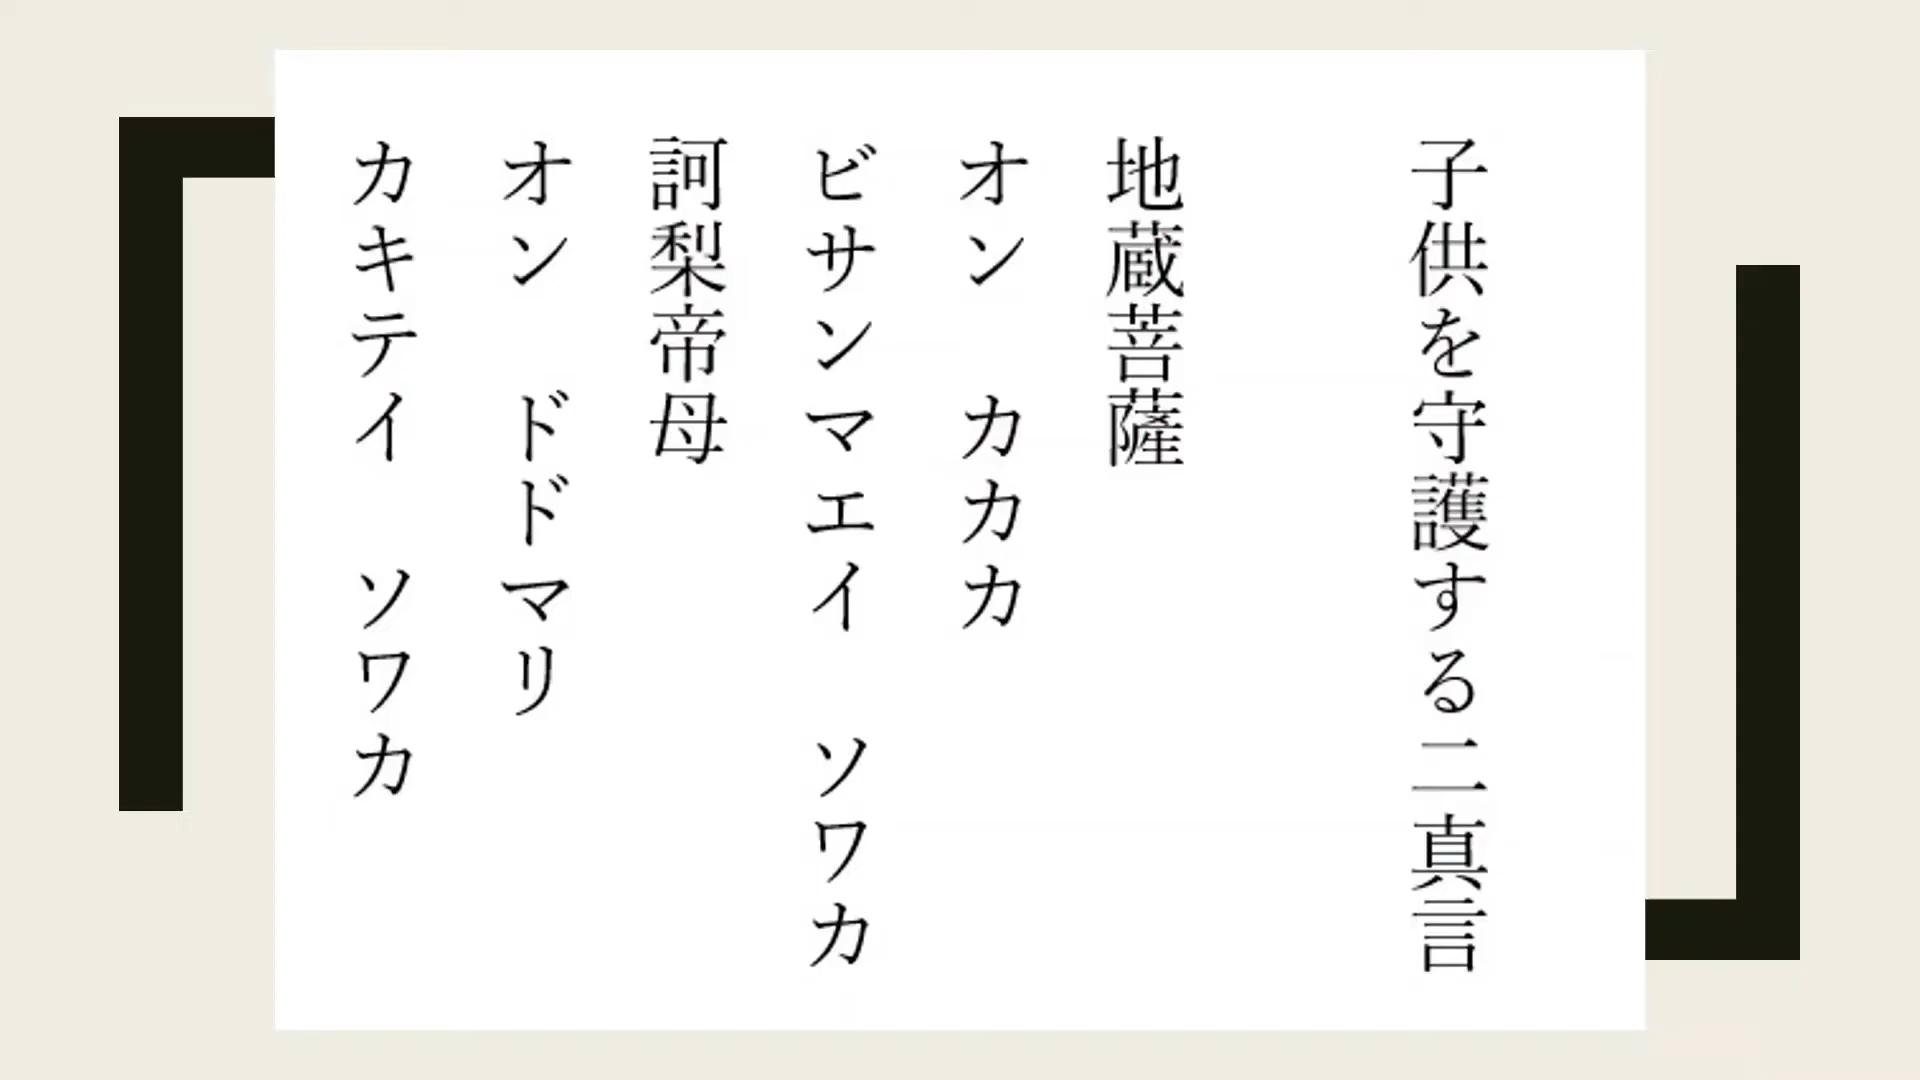 子供を守護する二真言
地蔵菩薩
オン　カカカ
ビサンマエイ　ソワカ
訶梨帝母
オン　ドドマリ
カキテイ　ソワカ